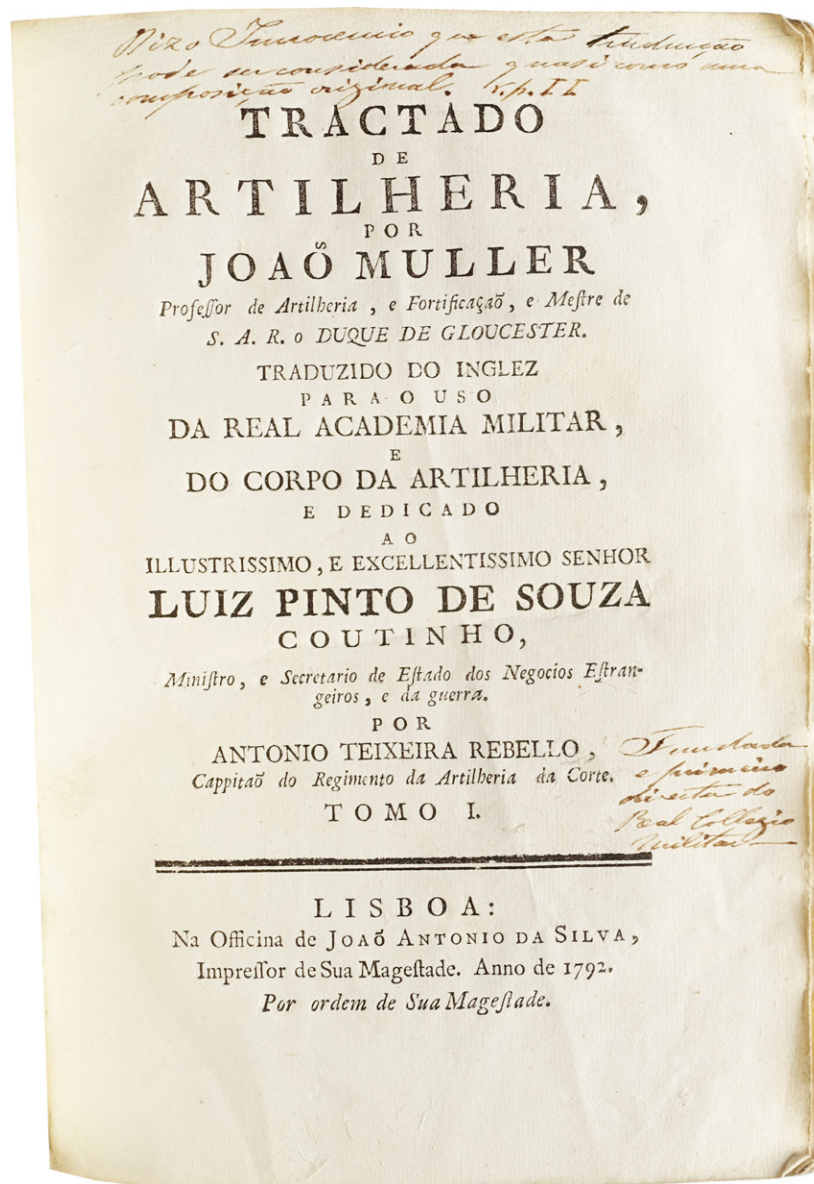 Diz o Innocencio que esta traducção
pode ser considerada quasi como uma
composição original. V. p. II
TRACTADO
DE
ARTILHERIA,
POR
JOAÕ MULLER
Profeſſor de Artilheria, e Fortificaçaõ, e Meſtre de
S. A. R. o DUQUE DE GLOUCESTER.
TRADUZIDO DO INGLEZ
PARA O USO
DA REAL ACADEMIA MILITAR,
E
DO CORPO DA ARTILHERIA,
E DEDICADO
AO
ILLUSTRISSIMO, E EXCELLENTISSIMO SENHOR
LUIZ PINTO DE SOUZA
COUTINHO,
Miniſtro, e Secretario de Eſtado dos Negocios Eſtran-
geiros, e da guerra.
POR
ANTONIO TEIXEIRA REBELLO,
Cappitaõ do Regimento da Artilheria da Corte.
TOMO I.
Fundador
e primeiro
director do
Real Collegio
Militar
LISBOA:
Na Officina de JOAÕ ANTONIO DA SILVA,
Impreſſor de Sua Mageſtade. Anno de 1792.
Por ordem de Sua Mageſtade.